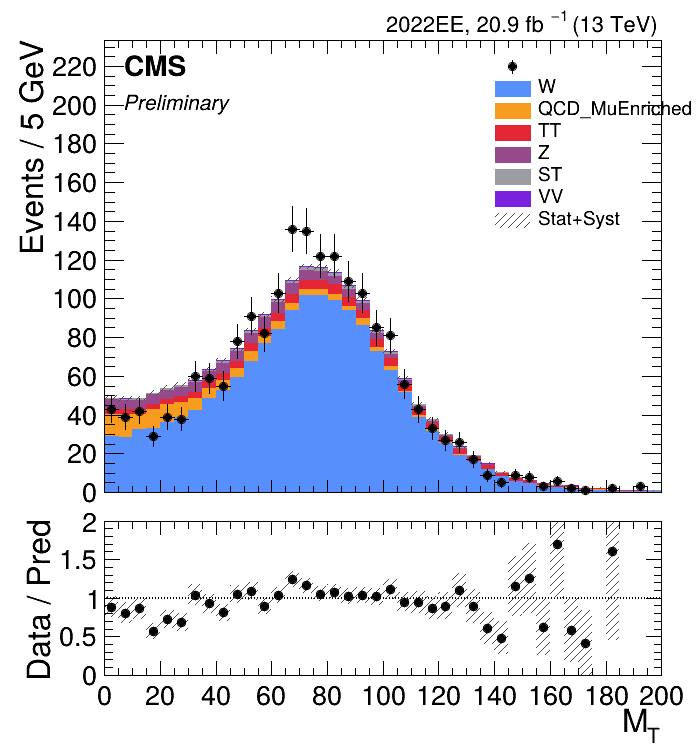 2022EE, 20.9 fb −1 (13 TeV)
CMS
Preliminary
Events / 5 GeV
220
200
180
160
140
120
100
80
60
40
20
0
W
QCD_MuEnriched
TT
Z
ST
VV
Stat+Syst
Data / Pred
2
1.5
1
0.5
0
0 20 40 60 80 100 120 140 160 180 200
M_T